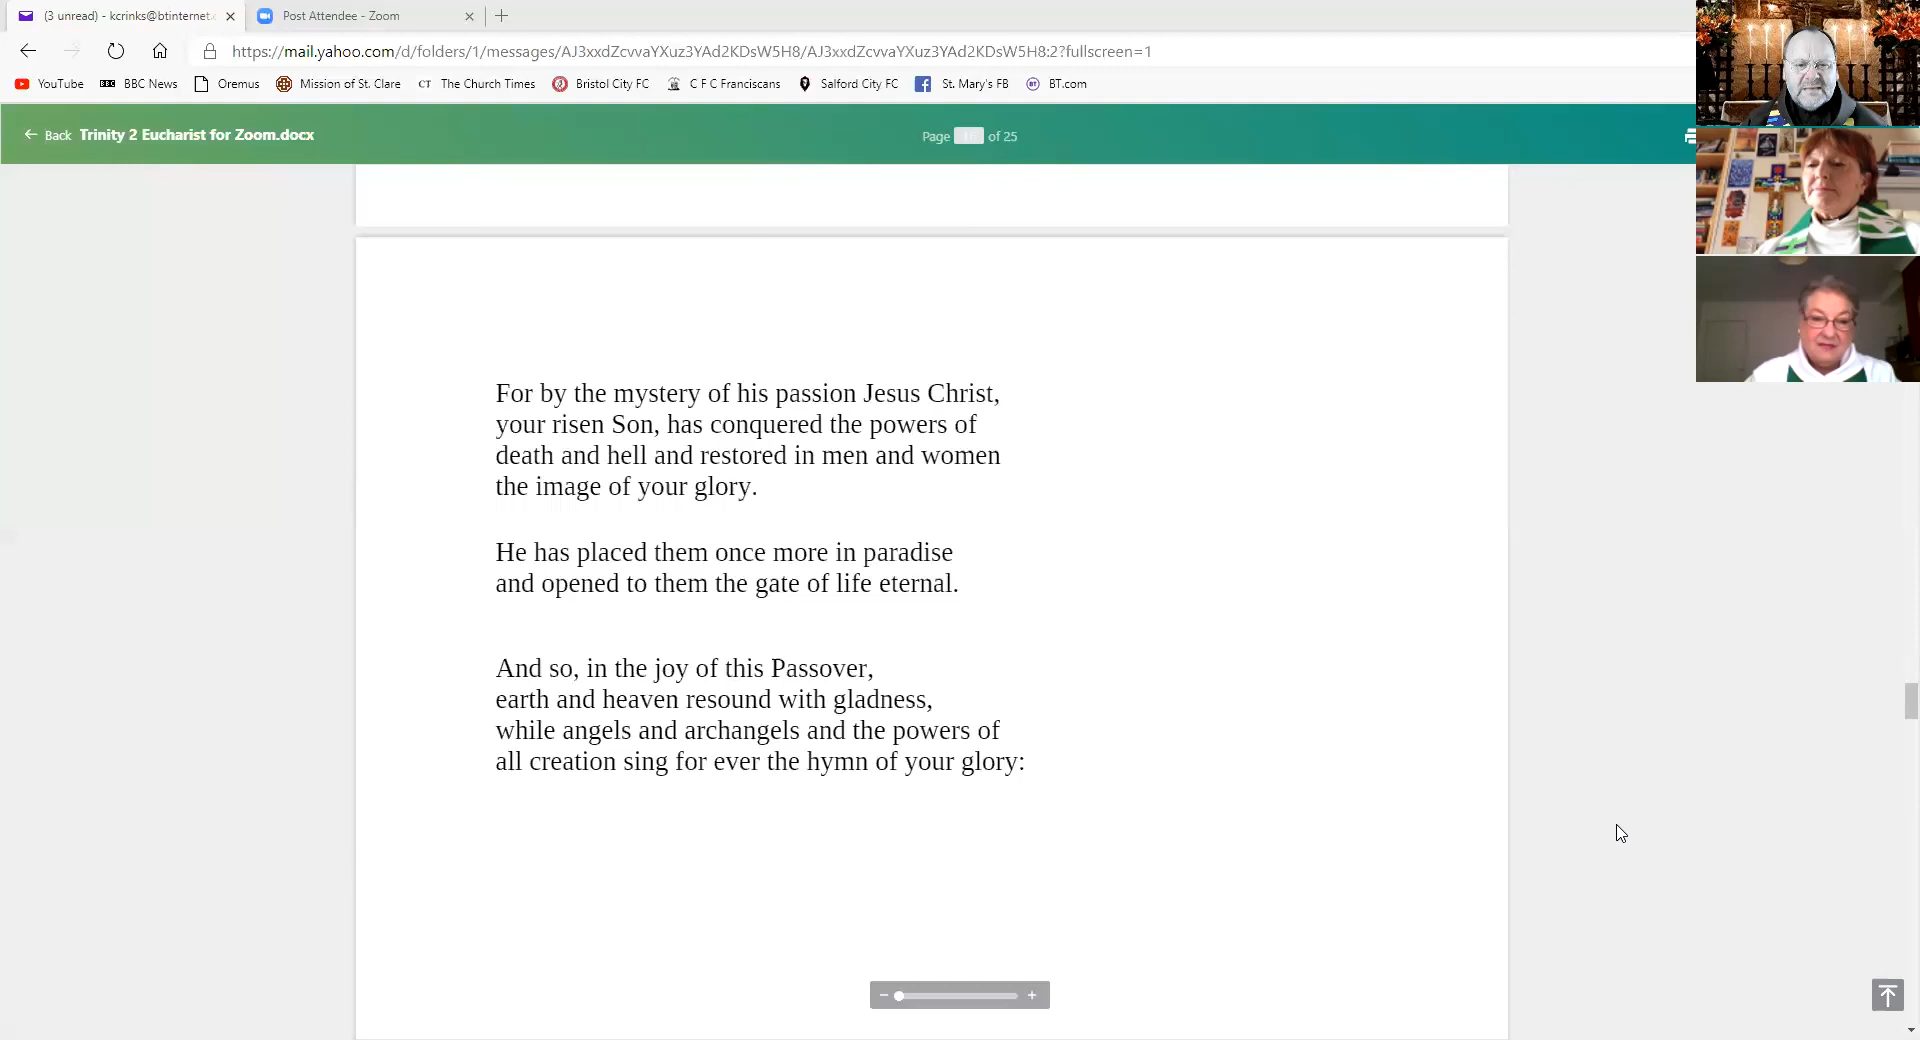 (3 unread) - kcrinks@btinternet.
Post Attendee - Zoom
https://mail.yahoo.com/d/folders/1/messages/AJ3xxdZcvvaYXuz3YAd2KDsW5H8/AJ3xxdZcvvaYXuz3YAd2KDsW5H8:2?fullscreen=1
YouTube
BBC News
Oremus
Mission of St. Clare
CT The Church Times
Bristol City FC
C F C Franciscans
Salford City FC
St. Mary's FB
BT.com
Back Trinity 2 Eucharist for Zoom.docx
Page 16 of 25
For by the mystery of his passion Jesus Christ,
your risen Son, has conquered the powers of
death and hell and restored in men and women
the image of your glory.
He has placed them once more in paradise
and opened to them the gate of life eternal.
And so, in the joy of this Passover,
earth and heaven resound with gladness,
while angels and archangels and the powers of
all creation sing for ever the hymn of your glory: